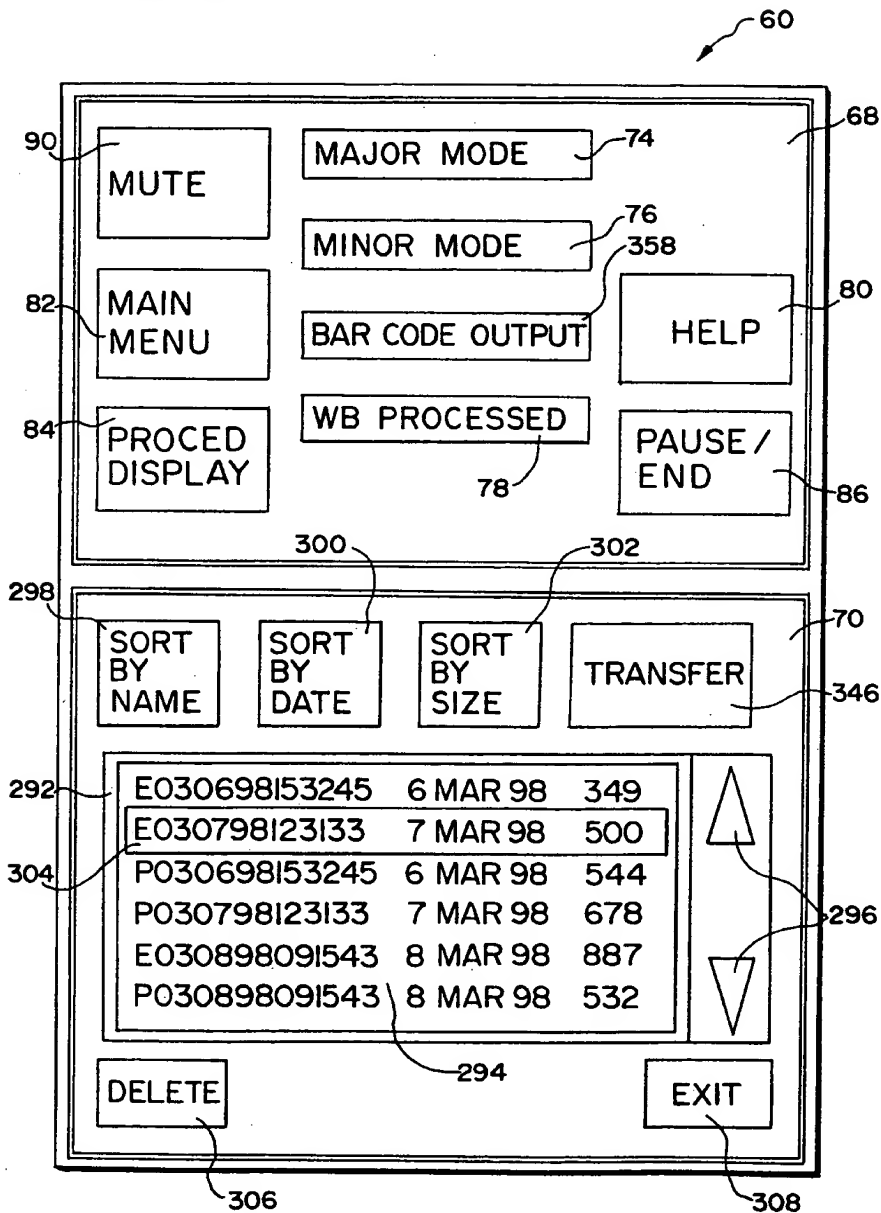 60
68
90
MUTE
MAJOR MODE
74
MINOR MODE
76
358
82
MAIN
MENU
BAR CODE OUTPUT
HELP
80
84
PROCED
DISPLAY
WB PROCESSED
78
PAUSE/
END
86
300
302
298
70
SORT
BY
NAME
SORT
BY
DATE
SORT
BY
SIZE
TRANSFER
346
292
E030698153245 6 MAR 98 349
E030798123133 7 MAR 98 500
304
P030698153245 6 MAR 98 544
P030798123133 7 MAR 98 678
296
E030898091543 8 MAR 98 887
P030898091543 8 MAR 98 532
294
DELETE
EXIT
306
308